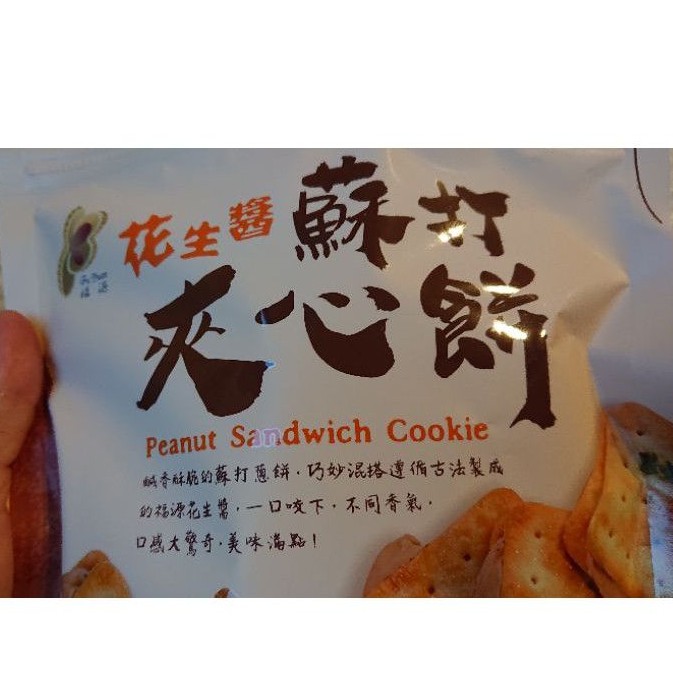 花生醬 蘇打
夾心餅
福源
Peanut Sandwich Cookie
鹹香酥脆的蘇打蔥餅，巧妙混搭遵循古法製成
的福源花生醬，一口咬下，不同香氣，
口感大驚奇，美味滿點！